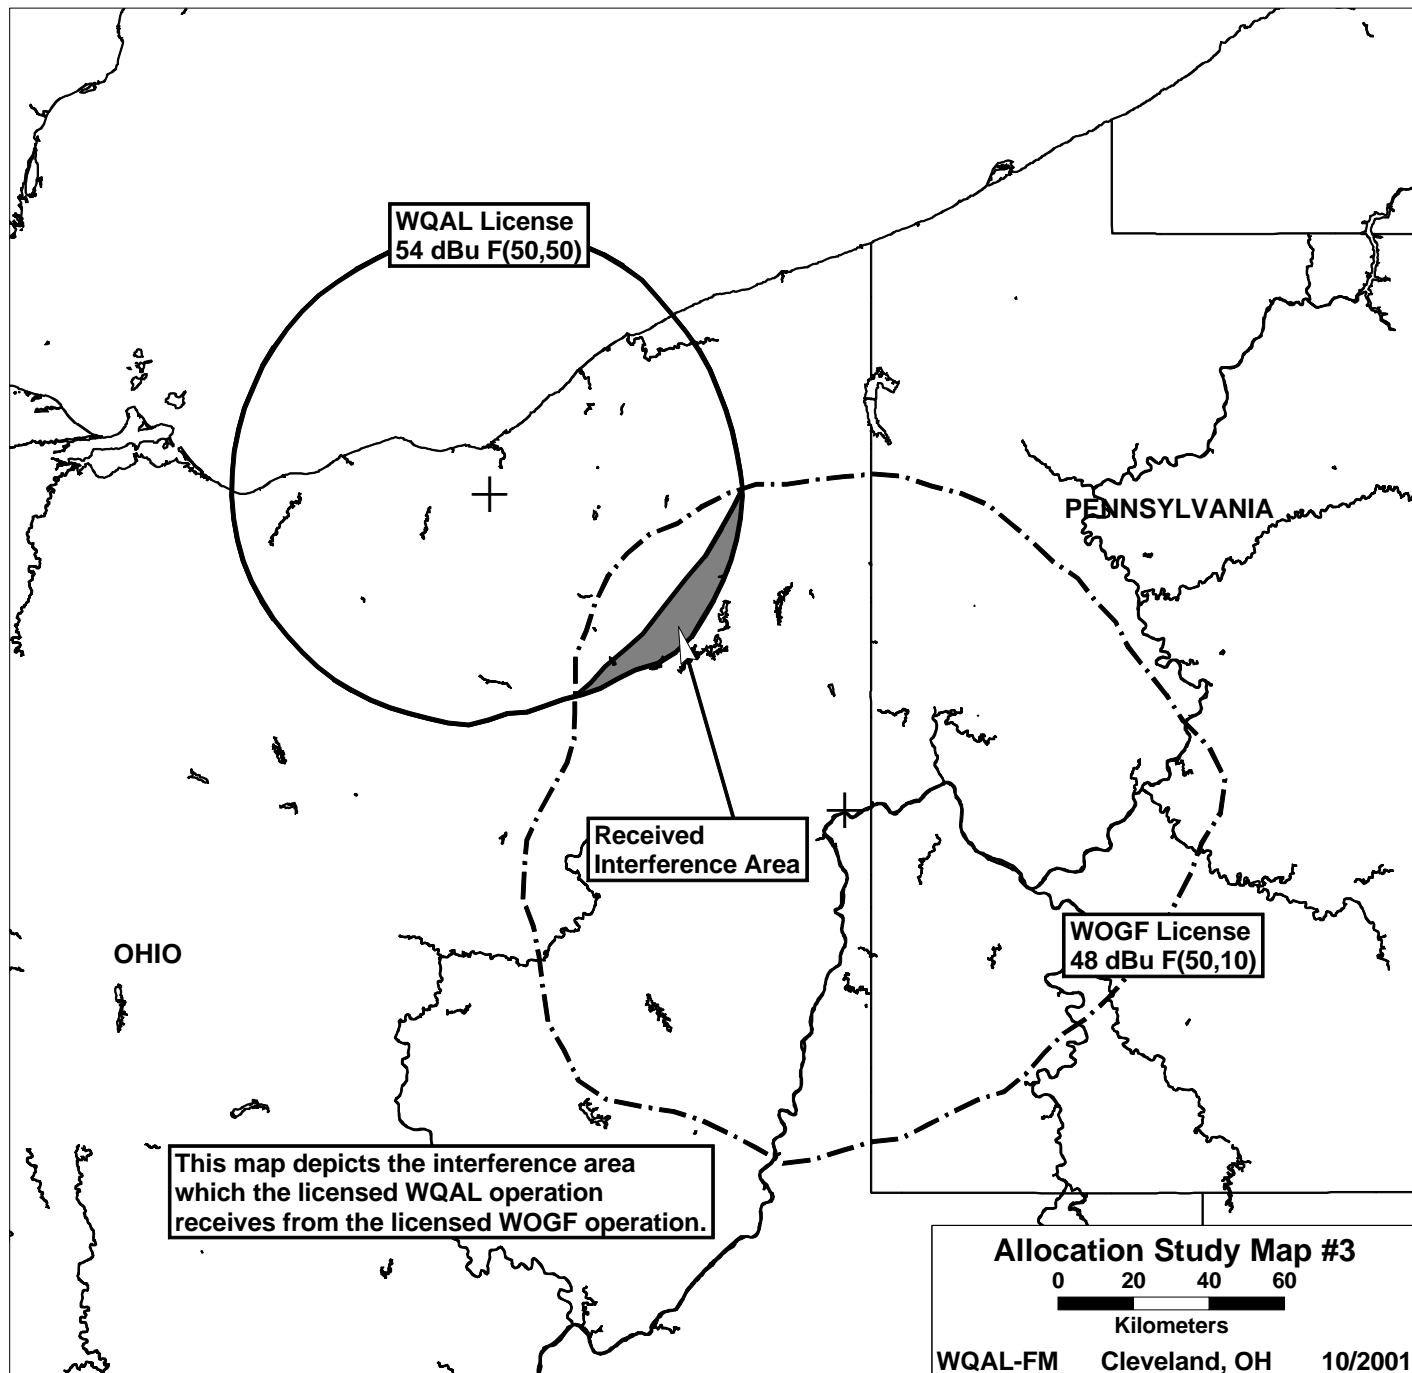 WQAL License
54 dBu F(50,50)
PENNSYLVANIA
Received
Interference Area
WOGF License
48 dBu F(50,10)
OHIO
This map depicts the interference area
which the licensed WQAL operation
receives from the licensed WOGF operation.
Allocation Study Map #3
0 20 40 60
Kilometers
WQAL-FM Cleveland, OH 10/2001